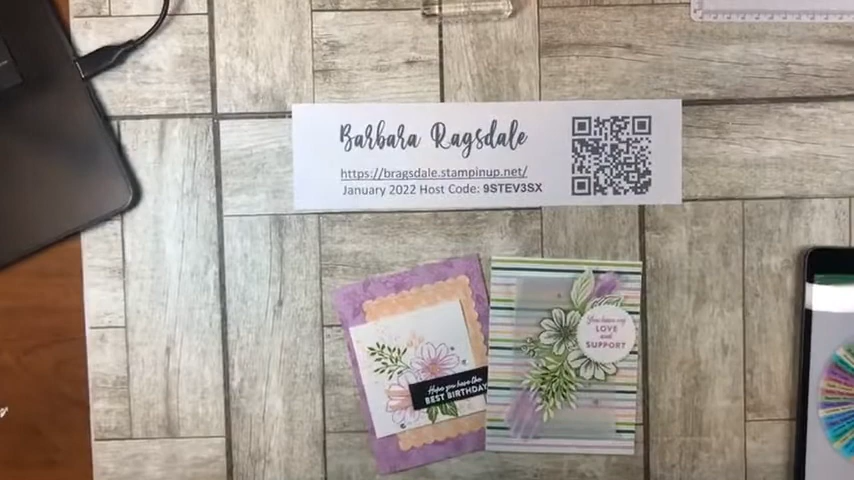 Barbara Ragsdale
https://bragsdale.stampinup.net/
January 2022 Host Code: 9STEV3SX
You have my
LOVE
and
SUPPORT
Hope you have the
BEST BIRTHDAY